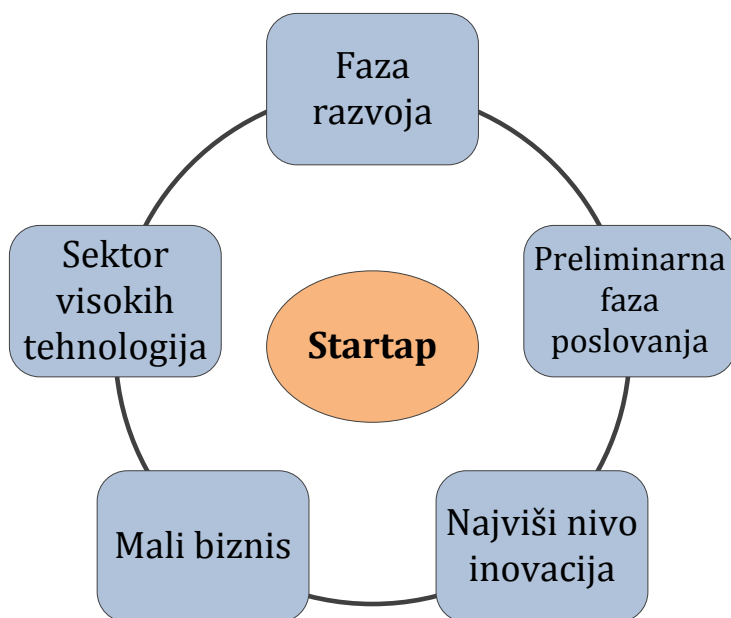 Faza
razvoja
Preliminarna
faza
poslovanja
Najviši nivo
inovacija
Mali biznis
Sektor
visokih
tehnologija
Startap